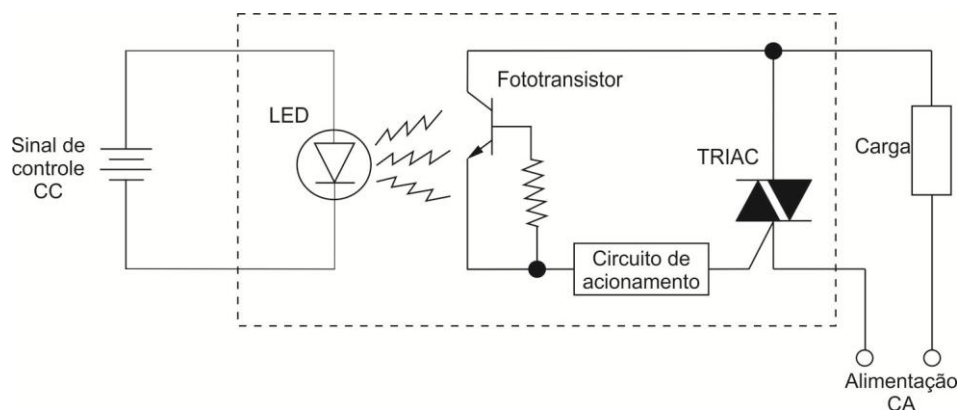 Sinal de
controle
CC
LED
Fototransistor
TRIAC
Carga
Circuito de
acionamento
Alimentação
CA